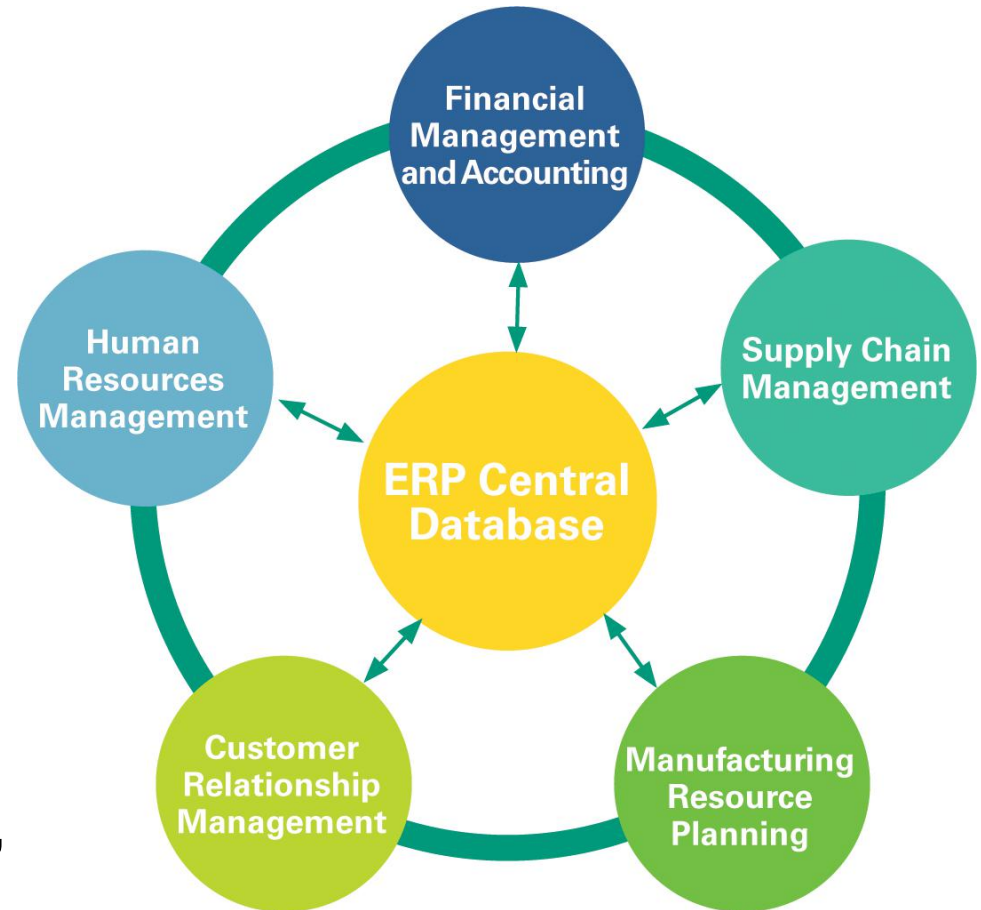 Financial
Management
and Accounting
Human
Resources
Management
Supply Chain
Management
ERP Central
Database
Customer
Relationship
Management
Manufacturing
Resource
Planning